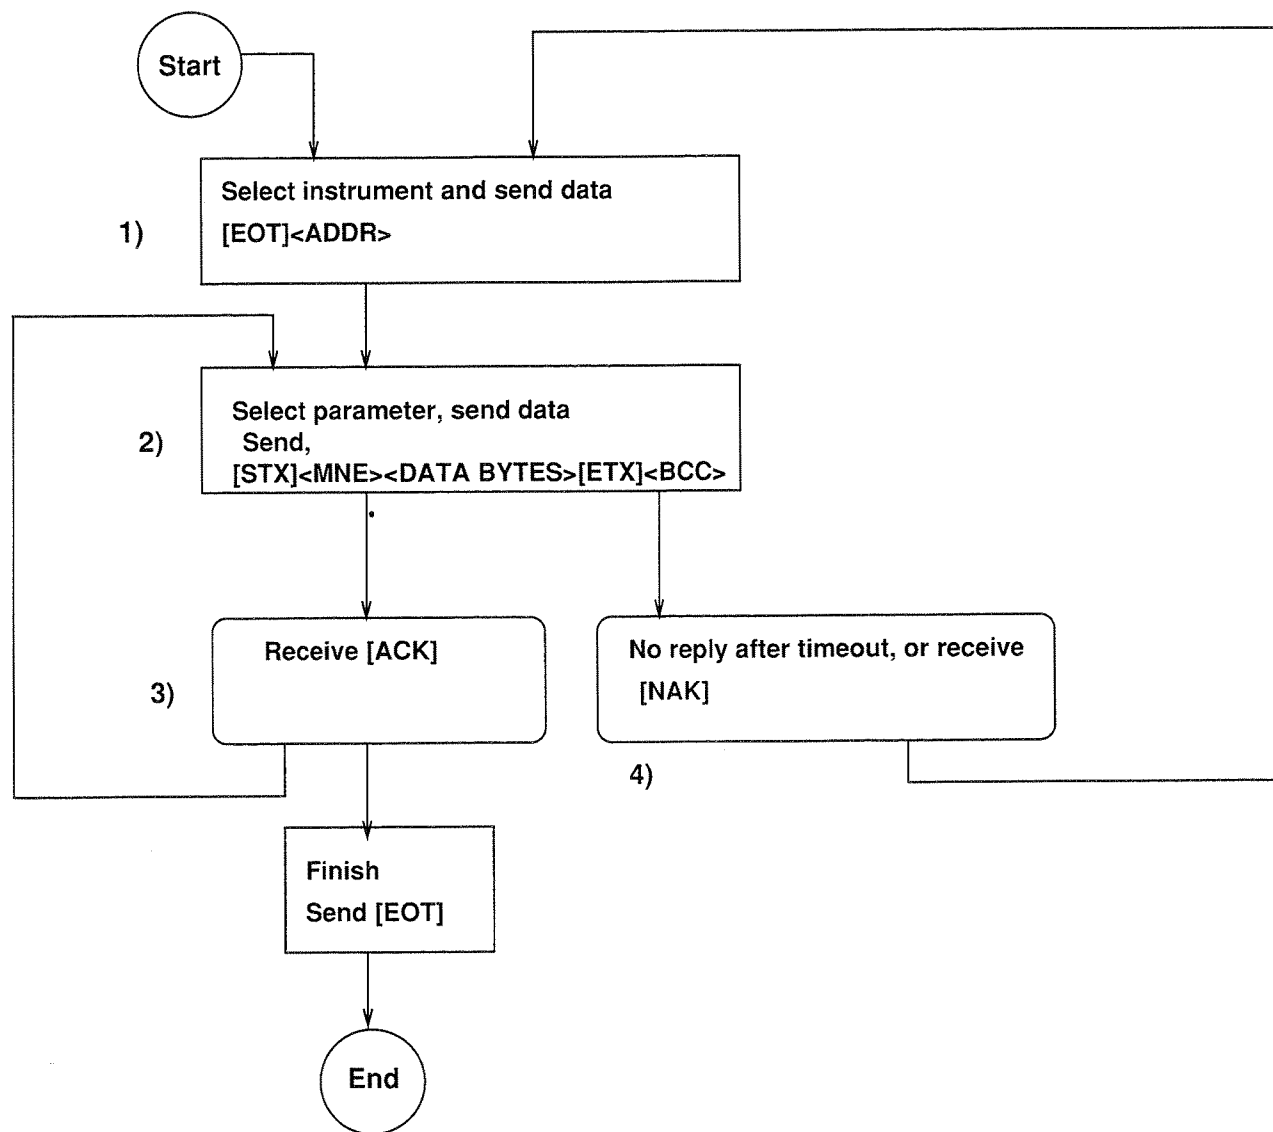 Start
Select instrument and send data
1)
[EOT]<ADDR>
Select parameter, send data
2)
Send,
[STX]<MNE><DATA BYTES>[ETX]<BCC>
Receive [ACK]
3)
No reply after timeout, or receive
[NAK]
4)
Finish
Send [EOT]
End